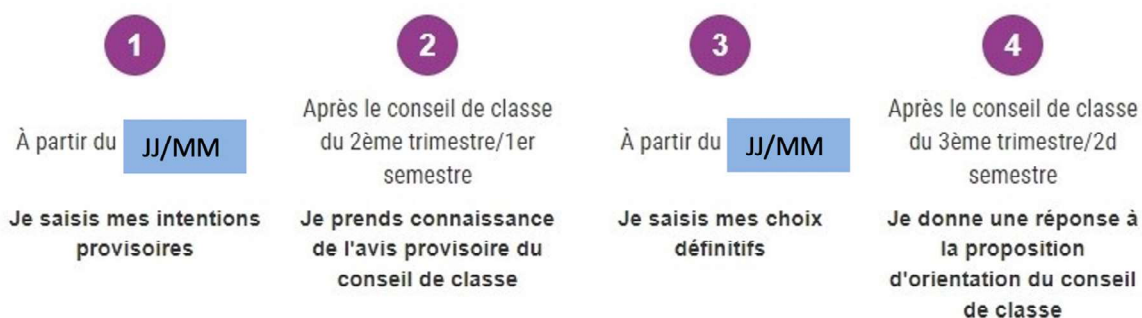 1
À partir du JJ/MM
Je saisis mes intentions
provisoires
2
Après le conseil de classe
du 2ème trimestre/1er
semestre
Je prends connaissance
de l'avis provisoire du
conseil de classe
3
À partir du JJ/MM
Je saisis mes choix
définitifs
4
Après le conseil de classe
du 3ème trimestre/2d
semestre
Je donne une réponse à
la proposition
d'orientation du conseil
de classe